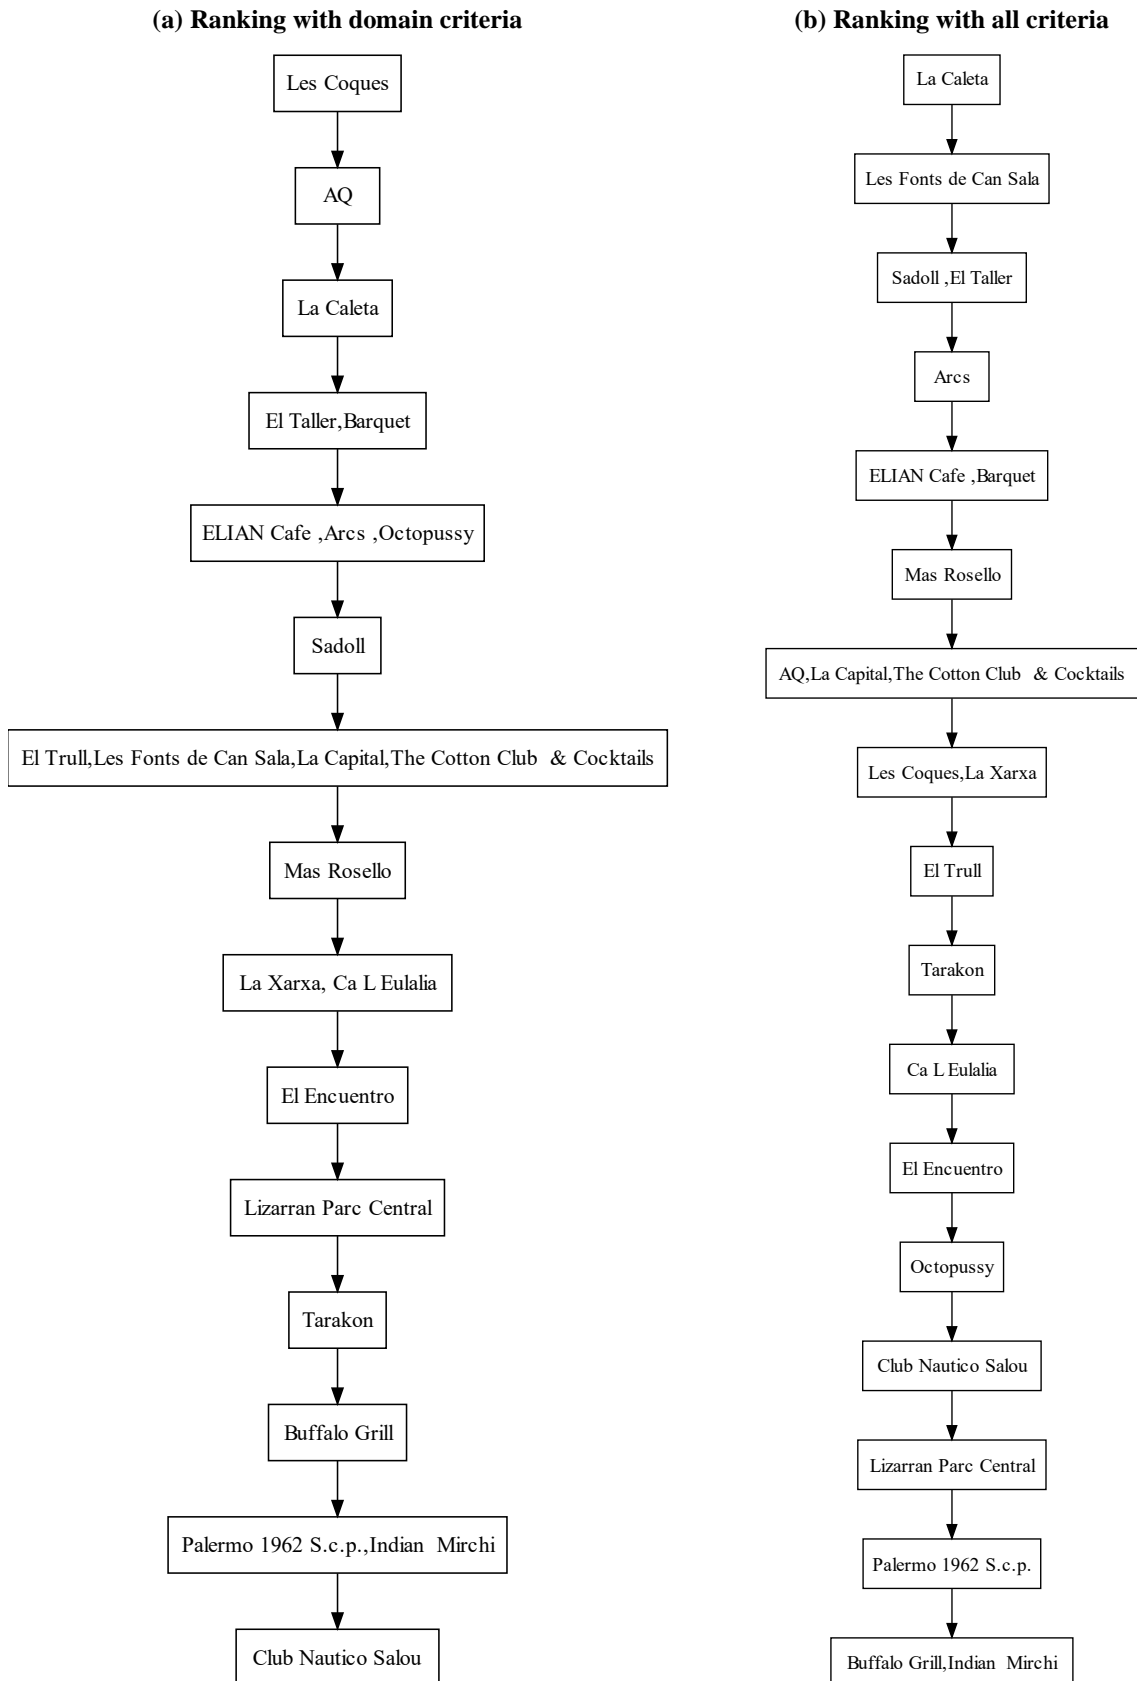 (a) Ranking with domain criteria
Les Coques
AQ
La Caleta
El Taller,Barquet
ELIAN Cafe ,Arcs ,Octopussy
Sadoll
El Trull,Les Fonts de Can Sala,La Capital,The Cotton Club & Cocktails
Mas Rosello
La Xarxa, Ca L Eulalia
El Encuentro
Lizarran Parc Central
Tarakon
Buffalo Grill
Palermo 1962 S.c.p.,Indian Mirchi
Club Nautico Salou
(b) Ranking with all criteria
La Caleta
Les Fonts de Can Sala
Sadoll ,El Taller
Arcs
ELIAN Cafe ,Barquet
Mas Rosello
AQ,La Capital,The Cotton Club & Cocktails
Les Coques,La Xarxa
El Trull
Tarakon
Ca L Eulalia
El Encuentro
Octopussy
Club Nautico Salou
Lizarran Parc Central
Palermo 1962 S.c.p.
Buffalo Grill,Indian Mirchi